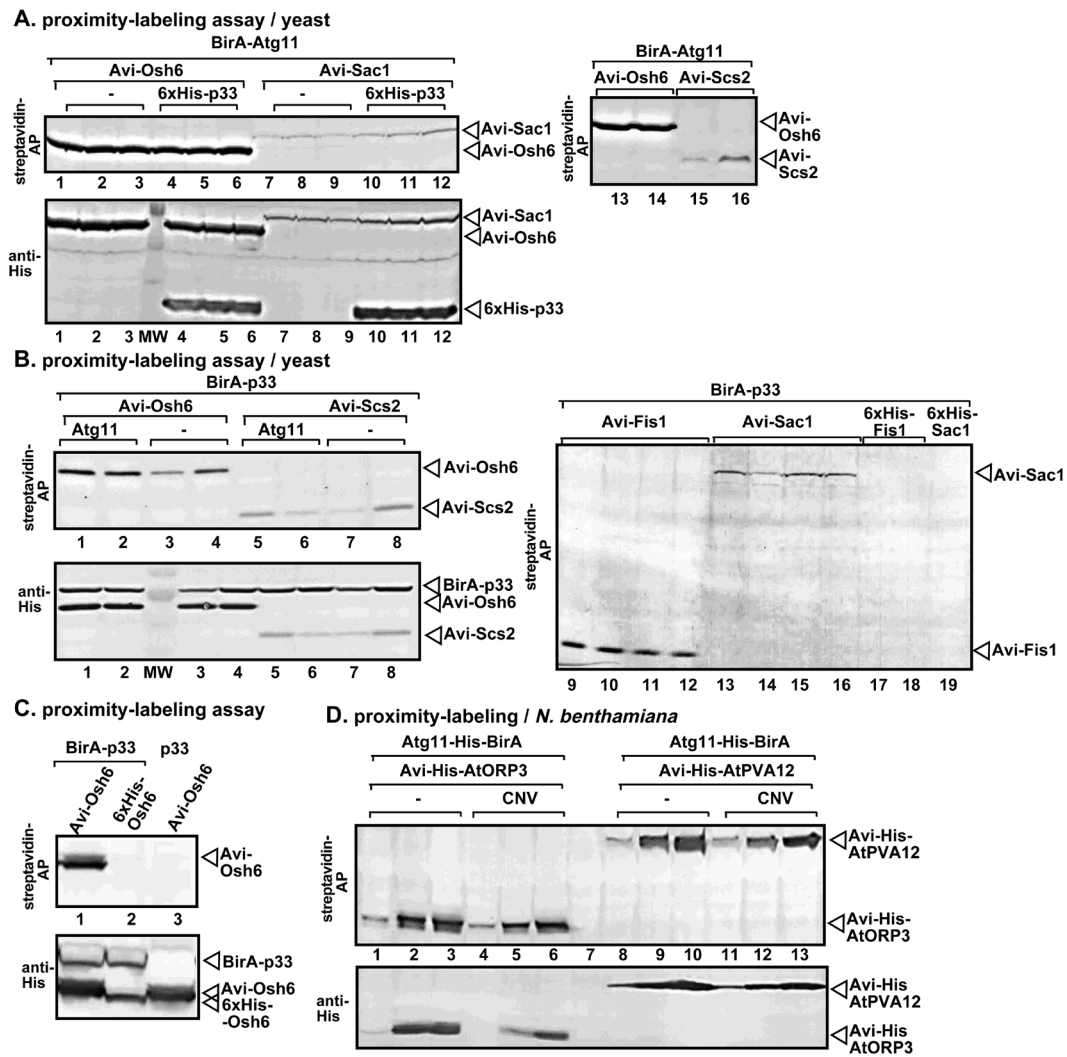 A. proximity-labeling assay / yeast
BirA-Atg11
Avi-Osh6 Avi-Sac1
- 6xHis-p33 - 6xHis-p33
streptavidin-
AP
Avi-Sac1
Avi-Osh6
1 2 3 4 5 6 7 8 9 10 11 12
anti-
His
Avi-Sac1
Avi-Osh6
6xHis-p33
1 2 3 MW 4 5 6 7 8 9 10 11 12
BirA-Atg11
Avi-Osh6 Avi-Scs2
streptavidin-
AP
Avi-
Osh6
Avi-
Scs2
13 14 15 16
B. proximity-labeling assay / yeast
BirA-p33
Avi-Osh6 Avi-Scs2
Atg11 - Atg11 -
streptavidin-
AP
Avi-Osh6
Avi-Scs2
1 2 3 4 5 6 7 8
anti-
His
BirA-p33
Avi-Osh6
Avi-Scs2
1 2 MW 3 4 5 6 7 8
BirA-p33
Avi-Fis1 Avi-Sac1 6xHis-
Fis1 6xHis-
Sac1
streptavidin-
AP
Avi-Sac1
Avi-Fis1
9 10 11 12 13 14 15 16 17 18 19
C. proximity-labeling assay
BirA-p33 p33
Avi-Osh6
6xHis-
Osh6
Avi-Osh6
streptavidin-
AP
Avi-
Osh6
1 2 3
anti-
His
BirA-p33
Avi-Osh6
6xHis-
-Osh6
D. proximity-labeling / N. benthamiana
Atg11-His-BirA Atg11-His-BirA
Avi-His-AtORP3 Avi-His-AtPVA12
- CNV - CNV
streptavidin-
AP
Avi-His-
AtPVA12
Avi-His-
AtORP3
1 2 3 4 5 6 7 8 9 10 11 12 13
anti-
His
Avi-His
AtPVA12
Avi-His
AtORP3